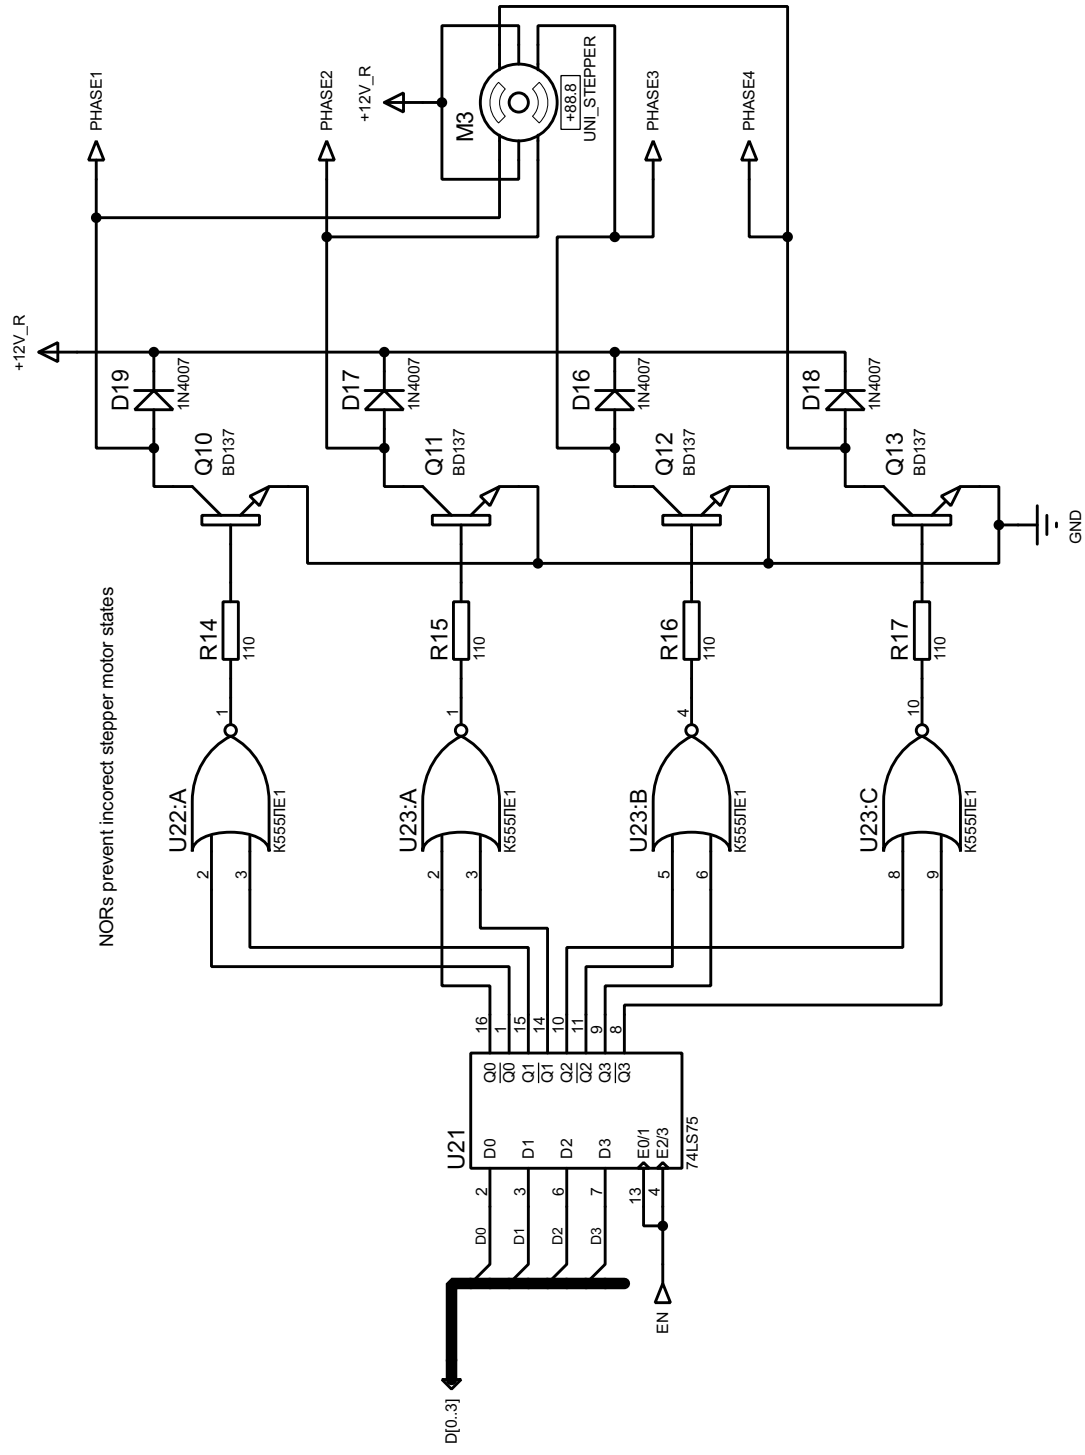 NORs prevent incorect stepper motor states
D[0..3]
D0
D1
D2
D3
EN
2
3
6
7
13
4
U21
D0
D1
D2
D3
E0/1
E2/3
Q0
Q0
Q1
Q1
Q2
Q2
Q3
Q3
74LS75
16
1
15
14
10
11
9
8
U22:A
2
3
1
К555ЛЕ1
U23:A
2
3
1
К555ЛЕ1
U23:B
5
6
4
К555ЛЕ1
U23:C
8
9
10
К555ЛЕ1
R14
110
R15
110
R16
110
R17
110
Q10
BD137
Q11
BD137
Q12
BD137
Q13
BD137
GND
D19
1N4007
D17
1N4007
D16
1N4007
D18
1N4007
+12V_R
PHASE1
PHASE2
+12V_R
M3
+88.8
UNI_STEPPER
PHASE3
PHASE4